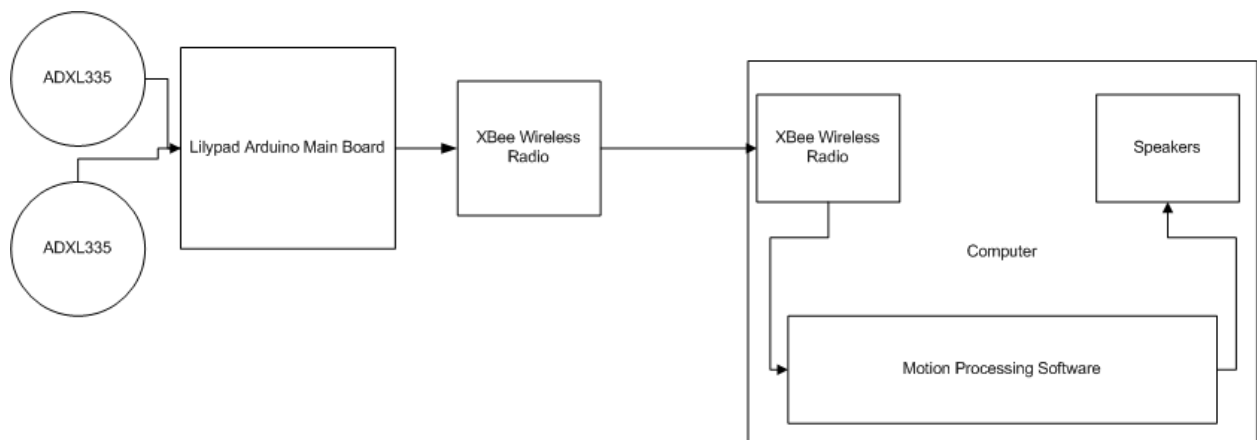 ADXL335
Lilypad Arduino Main Board
ADXL335
XBee Wireless
Radio
XBee Wireless
Radio
Speakers
Computer
Motion Processing Software